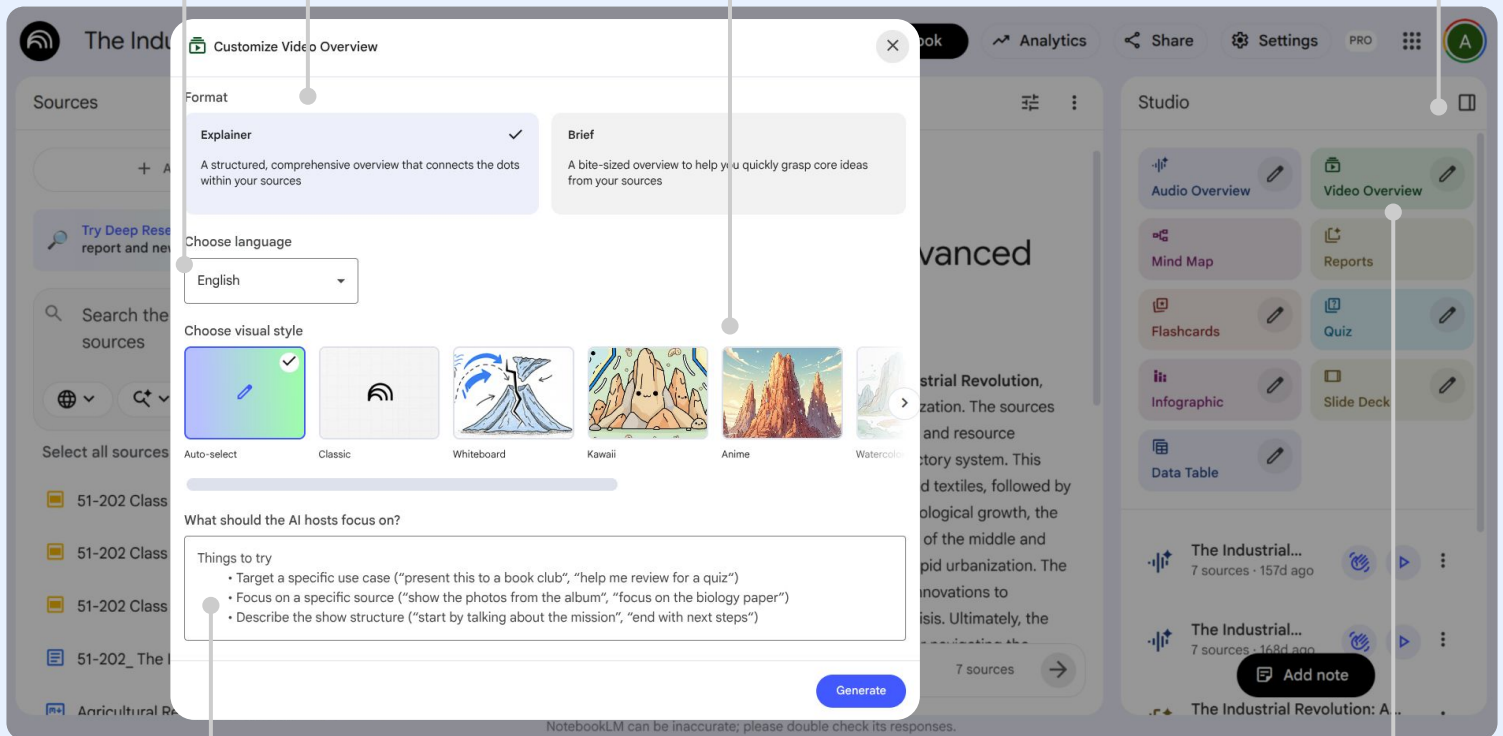 The Indu
Customize Video Overview
ook
Analytics
Share
Settings
PRO
A
Sources
Format
Explainer
A structured, comprehensive overview that connects the dots
within your sources
Brief
A bite-sized overview to help you quickly grasp core ideas
from your sources
Studio
+ A
Try Deep Rese
report and nev
Search the
sources
Select all sources
51-202 Class
51-202 Class
51-202 Class
51-202_ The I
Agricultural Re
Choose language
English
Choose visual style
Auto-select
Classic
Whiteboard
Kawaii
Anime
Watercolo
What should the AI hosts focus on?
Things to try
• Target a specific use case (“present this to a book club“, “help me review for a quiz“)
• Focus on a specific source (“show the photos from the album“, “focus on the biology paper“)
• Describe the show structure (“start by talking about the mission“, “end with next steps“)
Generate
vanced
strial Revolution,
zation. The sources
and resource
ctory system. This
d textiles, followed by
ological growth, the
of the middle and
pid urbanization. The
nnovations to
isis. Ultimately, the
7 sources
NotebookLM can be inaccurate; please double check its responses.
Audio Overview
Video Overview
Mind Map
Reports
Flashcards
Quiz
Infographic
Slide Deck
Data Table
The Industrial...
7 sources · 157d ago
The Industrial...
7 sources · 168d ago
Add note
The Industrial Revolution: A...